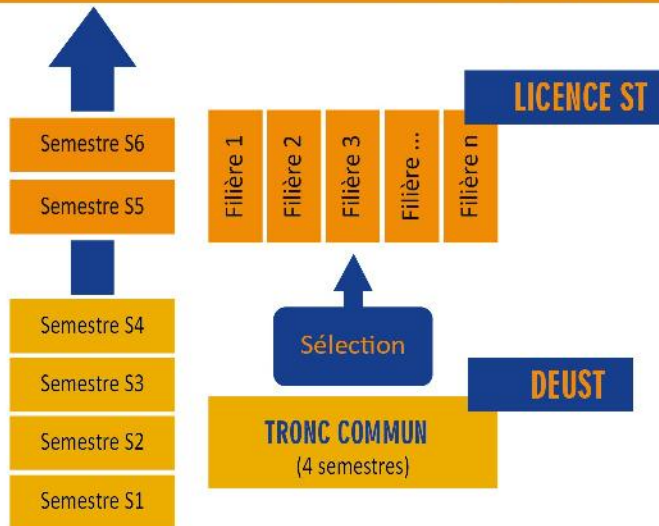 LICENCE ST
Semestre S6
Semestre S5
Filière 1
Filière 2
Filière 3
Filière ...
Filière n
Semestre S4
Semestre S3
Semestre S2
Semestre S1
Sélection
DEUST
TRONC COMMUN
(4 semestres)